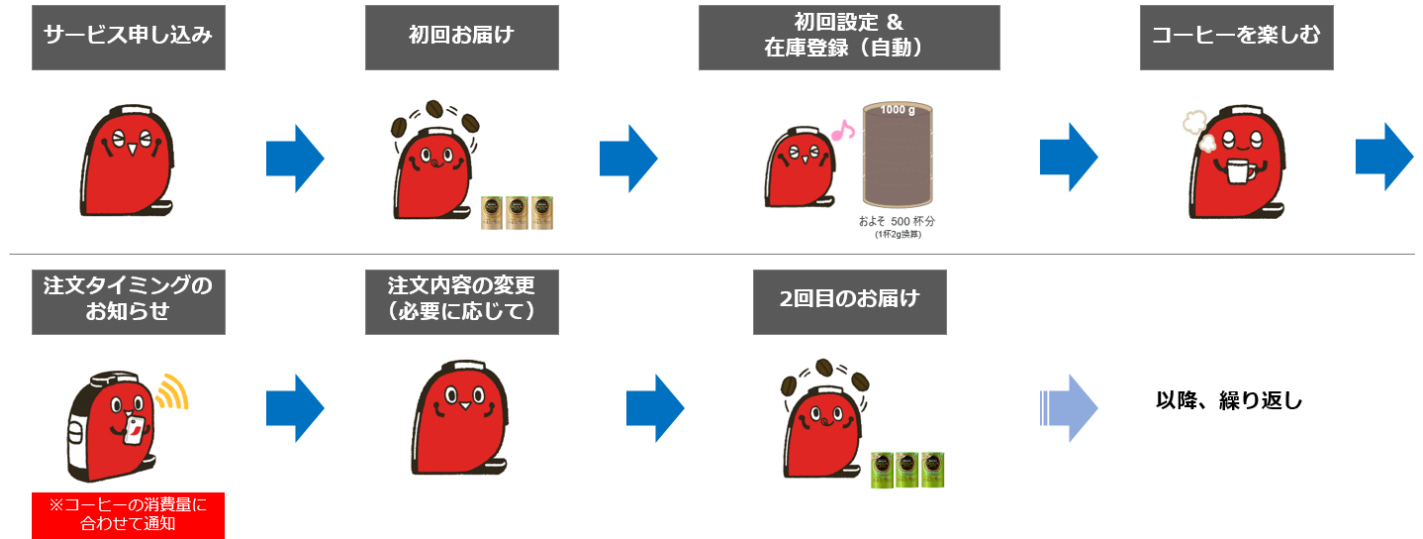 サービス申し込み
初回お届け
初回設定 &
在庫登録（自動）
コーヒーを楽しむ
1000 g
およそ 500 杯分
(1杯2g換算)
注文タイミングの
お知らせ
注文内容の変更
（必要に応じて）
2回目のお届け
以降、繰り返し
※コーヒーの消費量に
合わせて通知